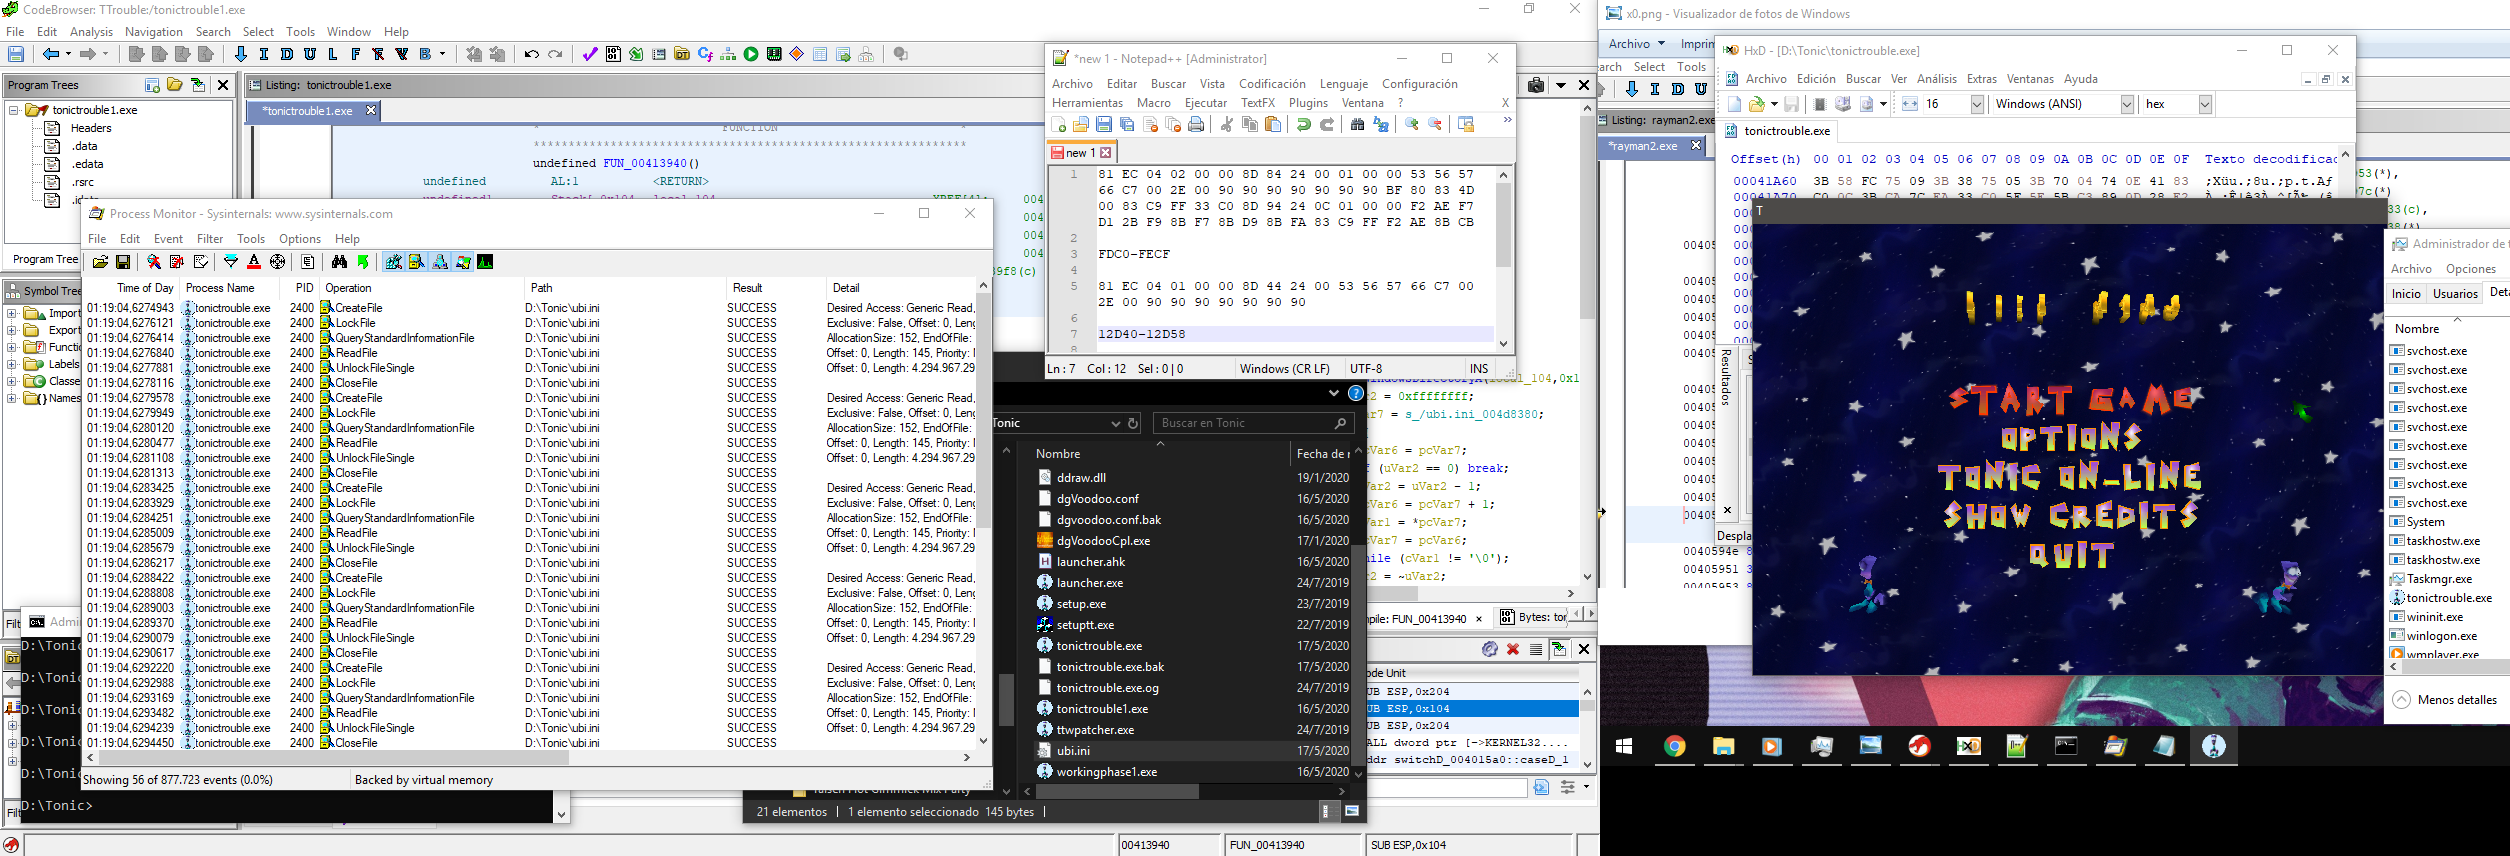 CodeBrowser: TTrouble:/tonictrouble1.exe
File Edit Analysis Navigation Search Select Tools Window Help
I D U L F V B
Program Trees
tonictrouble1.exe
Headers
.data
.edata
.rsrc
Program Tree
Symbol Tree
Import
Export
Functi
Labels
Classe
Names
Listing: tonictrouble1.exe
*tonictrouble1.exe
FUNCTION
undefined FUN_00413940()
undefined AL:1 <RETURN>
Process Monitor - Sysinternals: www.sysinternals.com
File Edit Event Filter Tools Options Help
Time of Day Process Name PID Operation Path Result Detail
01:19:04,6274943 tonictrouble.exe 2400 CreateFile D:\Tonic\ubi.ini SUCCESS Desired Access: Generic Read,
01:19:04,6276121 tonictrouble.exe 2400 LockFile D:\Tonic\ubi.ini SUCCESS Exclusive: False, Offset: 0, Leng
01:19:04,6276414 tonictrouble.exe 2400 QueryStandardInformationFile D:\Tonic\ubi.ini SUCCESS AllocationSize: 152, EndOfFile:
01:19:04,6276840 tonictrouble.exe 2400 ReadFile D:\Tonic\ubi.ini SUCCESS Offset: 0, Length: 145, Priority: N
01:19:04,6277881 tonictrouble.exe 2400 UnlockFileSingle D:\Tonic\ubi.ini SUCCESS Offset: 0, Length: 4.294.967.29
01:19:04,6278116 tonictrouble.exe 2400 CloseFile D:\Tonic\ubi.ini SUCCESS
01:19:04,6279578 tonictrouble.exe 2400 CreateFile D:\Tonic\ubi.ini SUCCESS Desired Access: Generic Read,
01:19:04,6279949 tonictrouble.exe 2400 LockFile D:\Tonic\ubi.ini SUCCESS Exclusive: False, Offset: 0, Leng
01:19:04,6280120 tonictrouble.exe 2400 QueryStandardInformationFile D:\Tonic\ubi.ini SUCCESS AllocationSize: 152, EndOfFile:
01:19:04,6280477 tonictrouble.exe 2400 ReadFile D:\Tonic\ubi.ini SUCCESS Offset: 0, Length: 145, Priority: N
01:19:04,6281108 tonictrouble.exe 2400 UnlockFileSingle D:\Tonic\ubi.ini SUCCESS Offset: 0, Length: 4.294.967.29
01:19:04,6281313 tonictrouble.exe 2400 CloseFile D:\Tonic\ubi.ini SUCCESS
01:19:04,6283425 tonictrouble.exe 2400 CreateFile D:\Tonic\ubi.ini SUCCESS Desired Access: Generic Read,
01:19:04,6283929 tonictrouble.exe 2400 LockFile D:\Tonic\ubi.ini SUCCESS Exclusive: False, Offset: 0, Leng
01:19:04,6284251 tonictrouble.exe 2400 QueryStandardInformationFile D:\Tonic\ubi.ini SUCCESS AllocationSize: 152, EndOfFile:
01:19:04,6285009 tonictrouble.exe 2400 ReadFile D:\Tonic\ubi.ini SUCCESS Offset: 0, Length: 145, Priority: N
01:19:04,6285679 tonictrouble.exe 2400 UnlockFileSingle D:\Tonic\ubi.ini SUCCESS Offset: 0, Length: 4.294.967.29
01:19:04,6286217 tonictrouble.exe 2400 CloseFile D:\Tonic\ubi.ini SUCCESS
01:19:04,6288422 tonictrouble.exe 2400 CreateFile D:\Tonic\ubi.ini SUCCESS Desired Access: Generic Read,
01:19:04,6288808 tonictrouble.exe 2400 LockFile D:\Tonic\ubi.ini SUCCESS Exclusive: False, Offset: 0, Leng
01:19:04,6289003 tonictrouble.exe 2400 QueryStandardInformationFile D:\Tonic\ubi.ini SUCCESS AllocationSize: 152, EndOfFile:
01:19:04,6289370 tonictrouble.exe 2400 ReadFile D:\Tonic\ubi.ini SUCCESS Offset: 0, Length: 145, Priority: N
01:19:04,6290079 tonictrouble.exe 2400 UnlockFileSingle D:\Tonic\ubi.ini SUCCESS Offset: 0, Length: 4.294.967.29
01:19:04,6290617 tonictrouble.exe 2400 CloseFile D:\Tonic\ubi.ini SUCCESS
01:19:04,6292220 tonictrouble.exe 2400 CreateFile D:\Tonic\ubi.ini SUCCESS Desired Access: Generic Read,
01:19:04,6292988 tonictrouble.exe 2400 LockFile D:\Tonic\ubi.ini SUCCESS Exclusive: False, Offset: 0, Leng
01:19:04,6293169 tonictrouble.exe 2400 QueryStandardInformationFile D:\Tonic\ubi.ini SUCCESS AllocationSize: 152, EndOfFile:
01:19:04,6293482 tonictrouble.exe 2400 ReadFile D:\Tonic\ubi.ini SUCCESS Offset: 0, Length: 145, Priority: N
01:19:04,6294239 tonictrouble.exe 2400 UnlockFileSingle D:\Tonic\ubi.ini SUCCESS Offset: 0, Length: 4.294.967.29
01:19:04,6294450 tonictrouble.exe 2400 CloseFile D:\Tonic\ubi.ini SUCCESS
Showing 56 of 877.723 events (0.0%) Backed by virtual memory
D:\Tonic>
*new 1 - Notepad++ [Administrator]
Archivo Editar Buscar Vista Codificación Lenguaje Configuración
Herramientas Macro Ejecutar TextFX Plugins Ventana ? X
new 1
1 81 EC 04 02 00 00 8D 84 24 00 01 00 00 53 56 57
66 C7 00 2E 00 90 90 90 90 90 90 BF 80 83 4D
00 83 C9 FF 33 C0 8D 94 24 0C 01 00 00 F2 AE F7
D1 2B F9 8B F7 8B D9 8B FA 83 C9 FF F2 AE 8B CB
2
3 FDC0-FECF
4
5 81 EC 04 01 00 00 8D 44 24 00 53 56 57 66 C7 00
2E 00 90 90 90 90 90 90 90
6
7 12D40-12D58
8
Ln : 7 Col : 12 Sel : 0 | 0 Windows (CR LF) UTF-8 INS
Tonic
Buscar en Tonic
Nombre Fecha de r
ddraw.dll 19/1/2020
dgVoodoo.conf 16/5/2020
dgvoodoo.conf.bak 16/5/2020
dgVoodooCpl.exe 17/1/2020
launcher.ahk 16/5/2020
launcher.exe 24/7/2019
setup.exe 23/7/2019
setuptt.exe 22/7/2019
tonictrouble.exe 17/5/2020
tonictrouble.exe.bak 17/5/2020
tonictrouble.exe.og 24/7/2019
tonictrouble1.exe 16/5/2020
ttwpatcher.exe 24/7/2019
ubi.ini 17/5/2020
workingphase1.exe 16/5/2020
21 elementos 1 elemento seleccionado 145 bytes
r2 = 0xffffffff;
r7 = s_/ubi.ini_004d8380;
cVar6 = pcVar7;
f (uVar2 == 0) break;
Var2 = uVar2 - 1;
cVar6 = pcVar7 + 1;
Var1 = *pcVar7;
cVar7 = pcVar6;
hile (cVar1 != '\0');
2 = ~uVar2;
pile: FUN_00413940 Bytes: tor
ode Unit
UB ESP,0x204
UB ESP,0x104
UB ESP,0x204
ALL dword ptr [->KERNEL32....
ddr switchD_004015a0::caseD_1
00413940 FUN_00413940 SUB ESP,0x104
x0.png - Visualizador de fotos de Windows
Archivo Imprim
arch Select Tools
I D U
Listing: rayman2.exe
*rayman2.exe
0040594e 8
00405951 3
00405953 8
HxD - [D:\Tonic\tonictrouble.exe]
Archivo Edición Buscar Ver Análisis Extras Ventanas Ayuda
16 Windows (ANSI) hex
tonictrouble.exe
Offset(h) 00 01 02 03 04 05 06 07 08 09 0A 0B 0C 0D 0E 0F Texto decodificac
00041A60 3B 58 FC 75 09 3B 38 75 05 3B 70 04 74 0E 41 83 ;Xüu.;8u.;p.t.Aƒ
Resultados
Despla
T
START GAME
OPTIONS
TONIC ON-LINE
SHOW CREDITS
QUIT
Administrador de t
Archivo Opciones
Inicio Usuarios Deta
Nombre
svchost.exe
svchost.exe
svchost.exe
svchost.exe
svchost.exe
svchost.exe
svchost.exe
svchost.exe
svchost.exe
System
taskhostw.exe
taskhostw.exe
Taskmgr.exe
tonictrouble.exe
wininit.exe
winlogon.exe
wmplayer.exe
Menos detalles